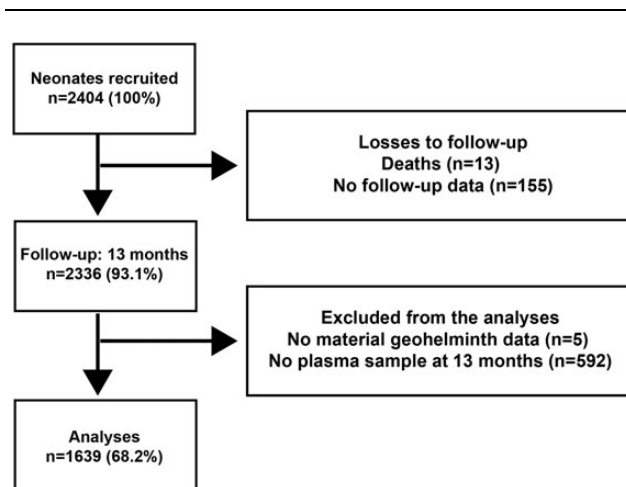 Neonates recruited
n=2404 (100%)
Losses to follow-up
Deaths (n=13)
No follow-up data (n=155)
Follow-up: 13 months
n=2336 (93.1%)
Excluded from the analyses
No material geohelminth data (n=5)
No plasma sample at 13 months (n=592)
Analyses
n=1639 (68.2%)